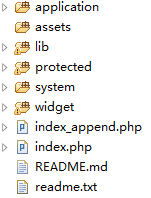 application
assets
lib
protected
system
widget
index_append.php
index.php
README.md
readme.txt